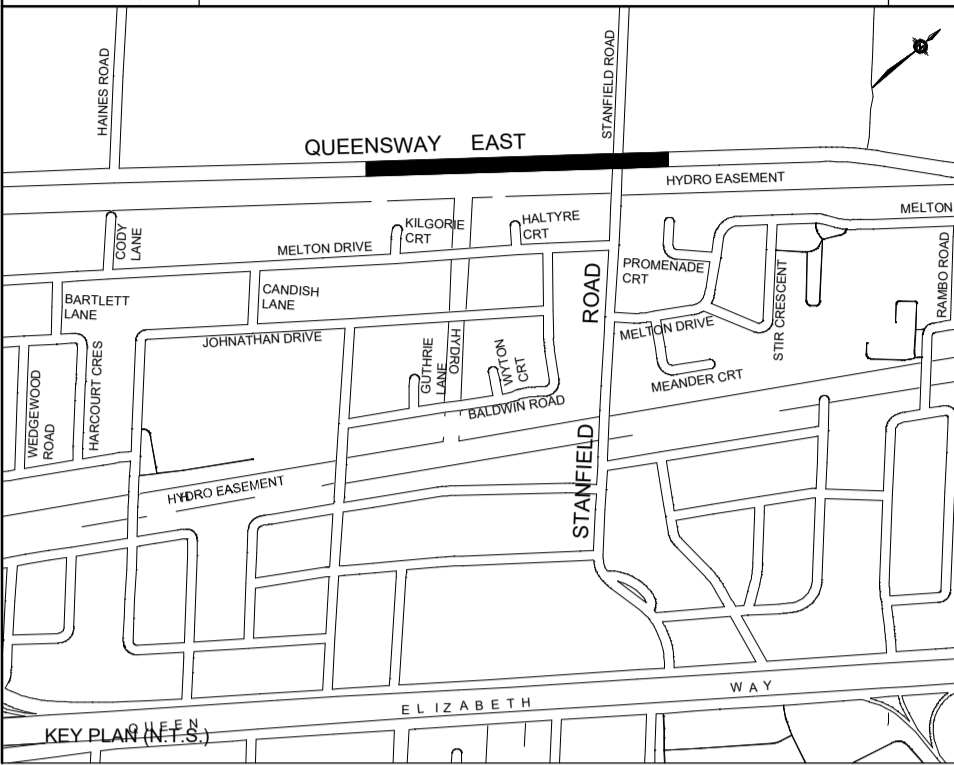 HAINES ROAD
STANFIELD ROAD
QUEENSWAY EAST
HYDRO EASEMENT
MELTON
CODY
LANE
MELTON DRIVE
KILGORIE
CRT
HALTYRE
CRT
PROMENADE
CRT
STIR CRESCENT
RAMBO ROAD
BARTLETT
LANE
CANDISH
LANE
JOHNATHAN DRIVE
STANFIELD ROAD
MELTON DRIVE
MEANDER CRT
WEDGEWOOD
ROAD
HARCOURT CRES
GUTHRIE
LANE
HYDRO
WYTON
CRT
BALDWIN ROAD
HYDRO EASEMENT
QUEEN ELIZABETH WAY
KEY PLAN (N.T.S.)